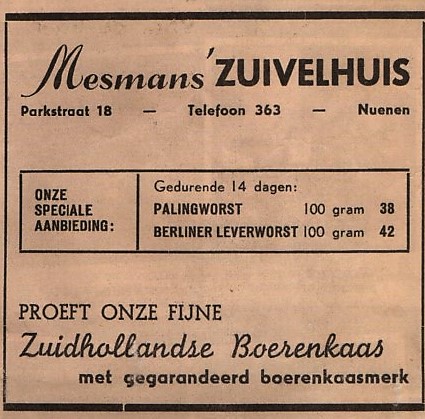 Mesmans' ZUIVELHUIS
Parkstraat 18 — Telefoon 363 — Nuenen
ONZE
SPECIALE
AANBIEDING:
Gedurende 14 dagen:
PALINGWORST 100 gram 38
BERLINER LEVERWORST 100 gram 42
PROEFT ONZE FIJNE
Zuidhollandse Boerenkaas
met gegarandeerd boerenkaasmerk